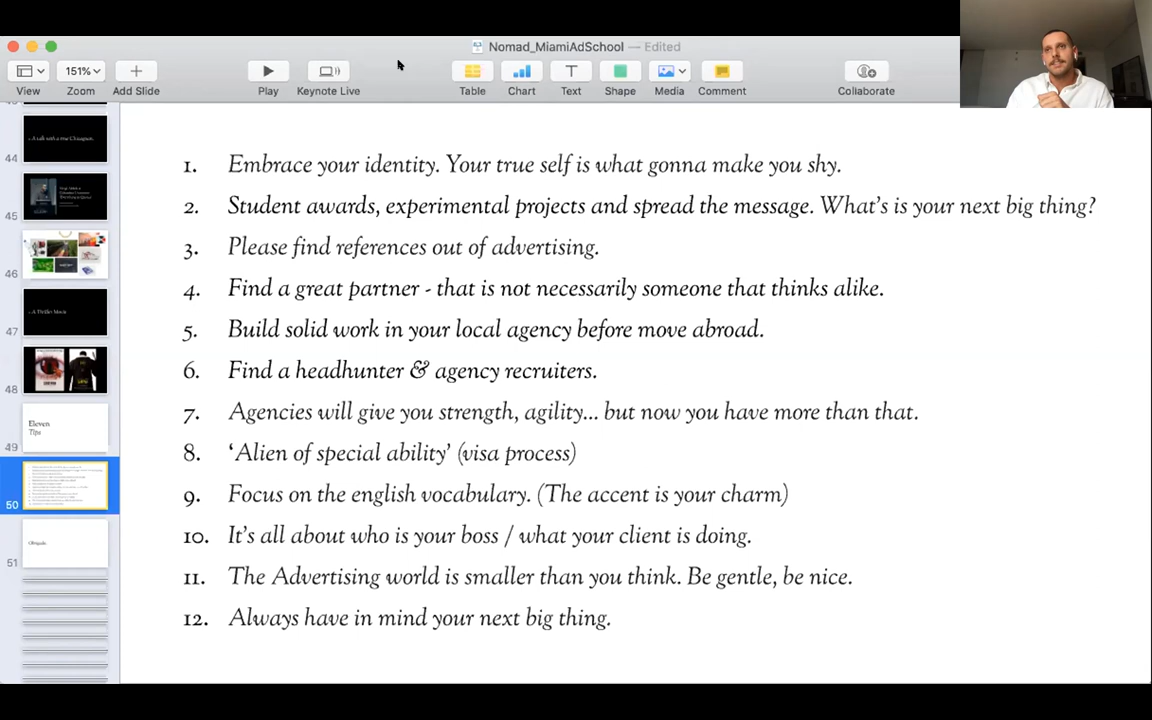 Nomad_MiamiAdSchool — Edited
151%
View
Zoom
Add Slide
Play
Keynote Live
Table
Chart
Text
Shape
Media
Comment
Collaborate
44
45
46
47
48
Eleven
Tips
49
50
Obrigado.
51
1. Embrace your identity. Your true self is what gonna make you shy.
2. Student awards, experimental projects and spread the message. What's is your next big thing?
3. Please find references out of advertising.
4. Find a great partner - that is not necessarily someone that thinks alike.
5. Build solid work in your local agency before move abroad.
6. Find a headhunter & agency recruiters.
7. Agencies will give you strength, agility... but now you have more than that.
8. ‘Alien of special ability’ (visa process)
9. Focus on the english vocabulary. (The accent is your charm)
10. It's all about who is your boss / what your client is doing.
11. The Advertising world is smaller than you think. Be gentle, be nice.
12. Always have in mind your next big thing.